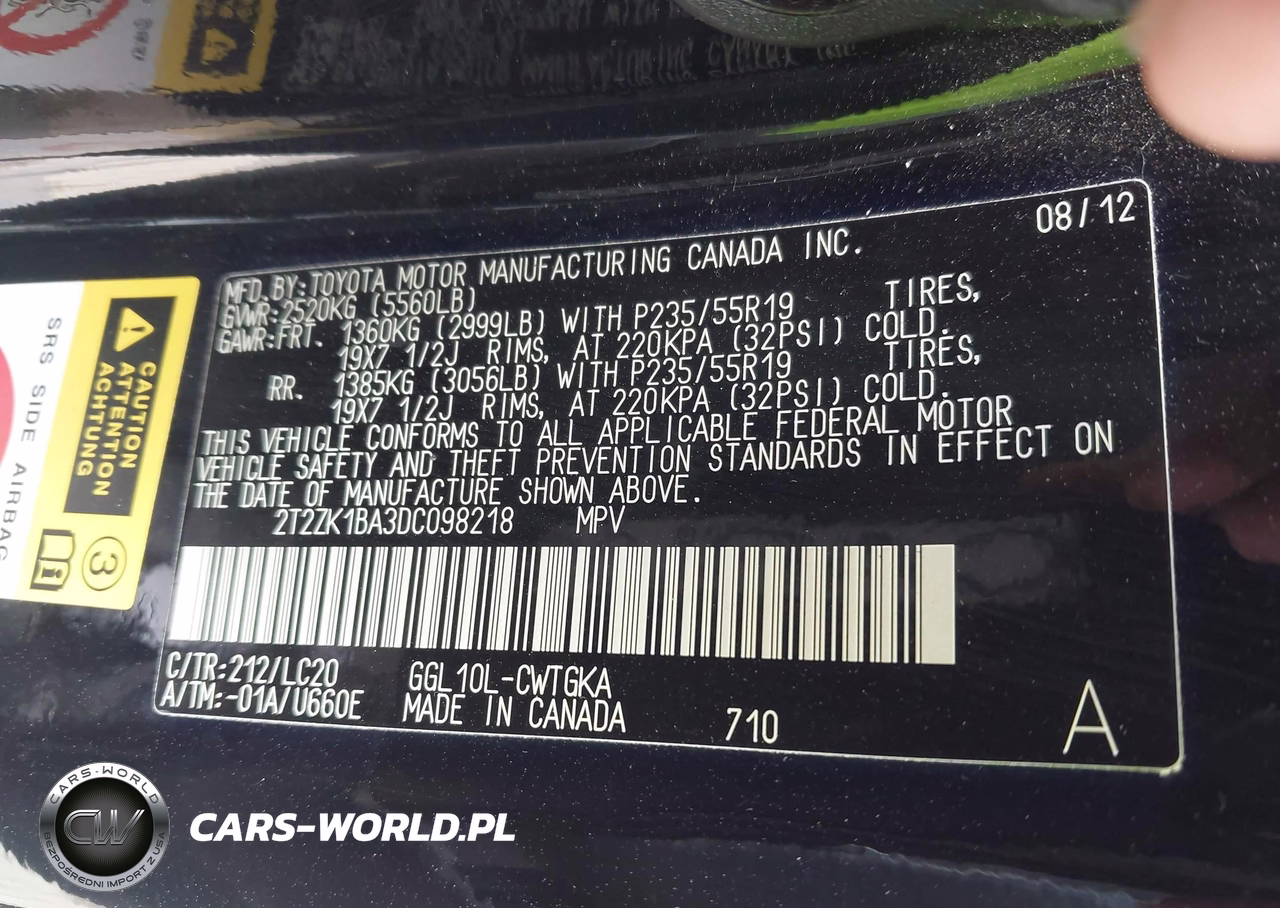 08/12
MFD BY: TOYOTA MOTOR MANUFACTURING CANADA INC.
GVWR: 2520KG (5560LB)
GAWR: FRT. 1360KG (2999LB) WITH P235/55R19 TIRES,
19X7 1/2J RIMS, AT 220KPA (32PSI) COLD.
RR. 1385KG (3056LB) WITH P235/55R19 TIRES,
19X7 1/2J RIMS, AT 220KPA (32PSI) COLD.
THIS VEHICLE CONFORMS TO ALL APPLICABLE FEDERAL MOTOR
VEHICLE SAFETY AND THEFT PREVENTION STANDARDS IN EFFECT ON
THE DATE OF MANUFACTURE SHOWN ABOVE.
2T2ZK1BA3DC098218 MPV
C/TR: 212/LC20 GGL10L-CWTGKA
A/TM: -01A/U660E MADE IN CANADA 710 A
CAUTION
ATTENTION
ACHTUNG
3
SRS SIDE AIRBAG
CARS-WORLD
CW
BEZPOŚREDNI IMPORT Z USA
CARS-WORLD.PL